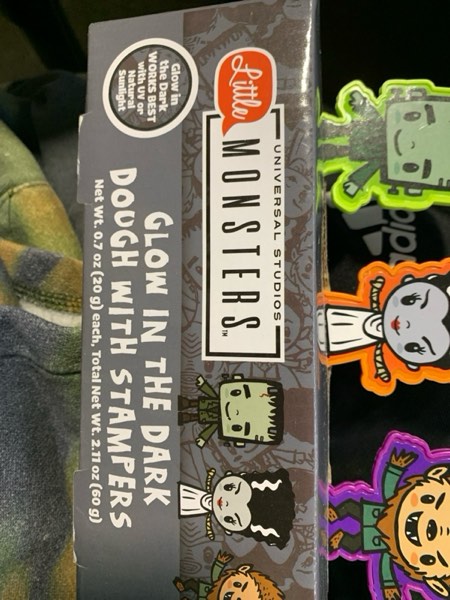 Little
UNIVERSAL STUDIOS
MONSTERS™
Glow in
the Dark
WORKS BEST
with UV or
Natural
Sunlight
GLOW IN THE DARK
DOUGH WITH STAMPERS
Net Wt. 0.7 oz (20 g) each, Total Net Wt. 2.11 oz (60 g)